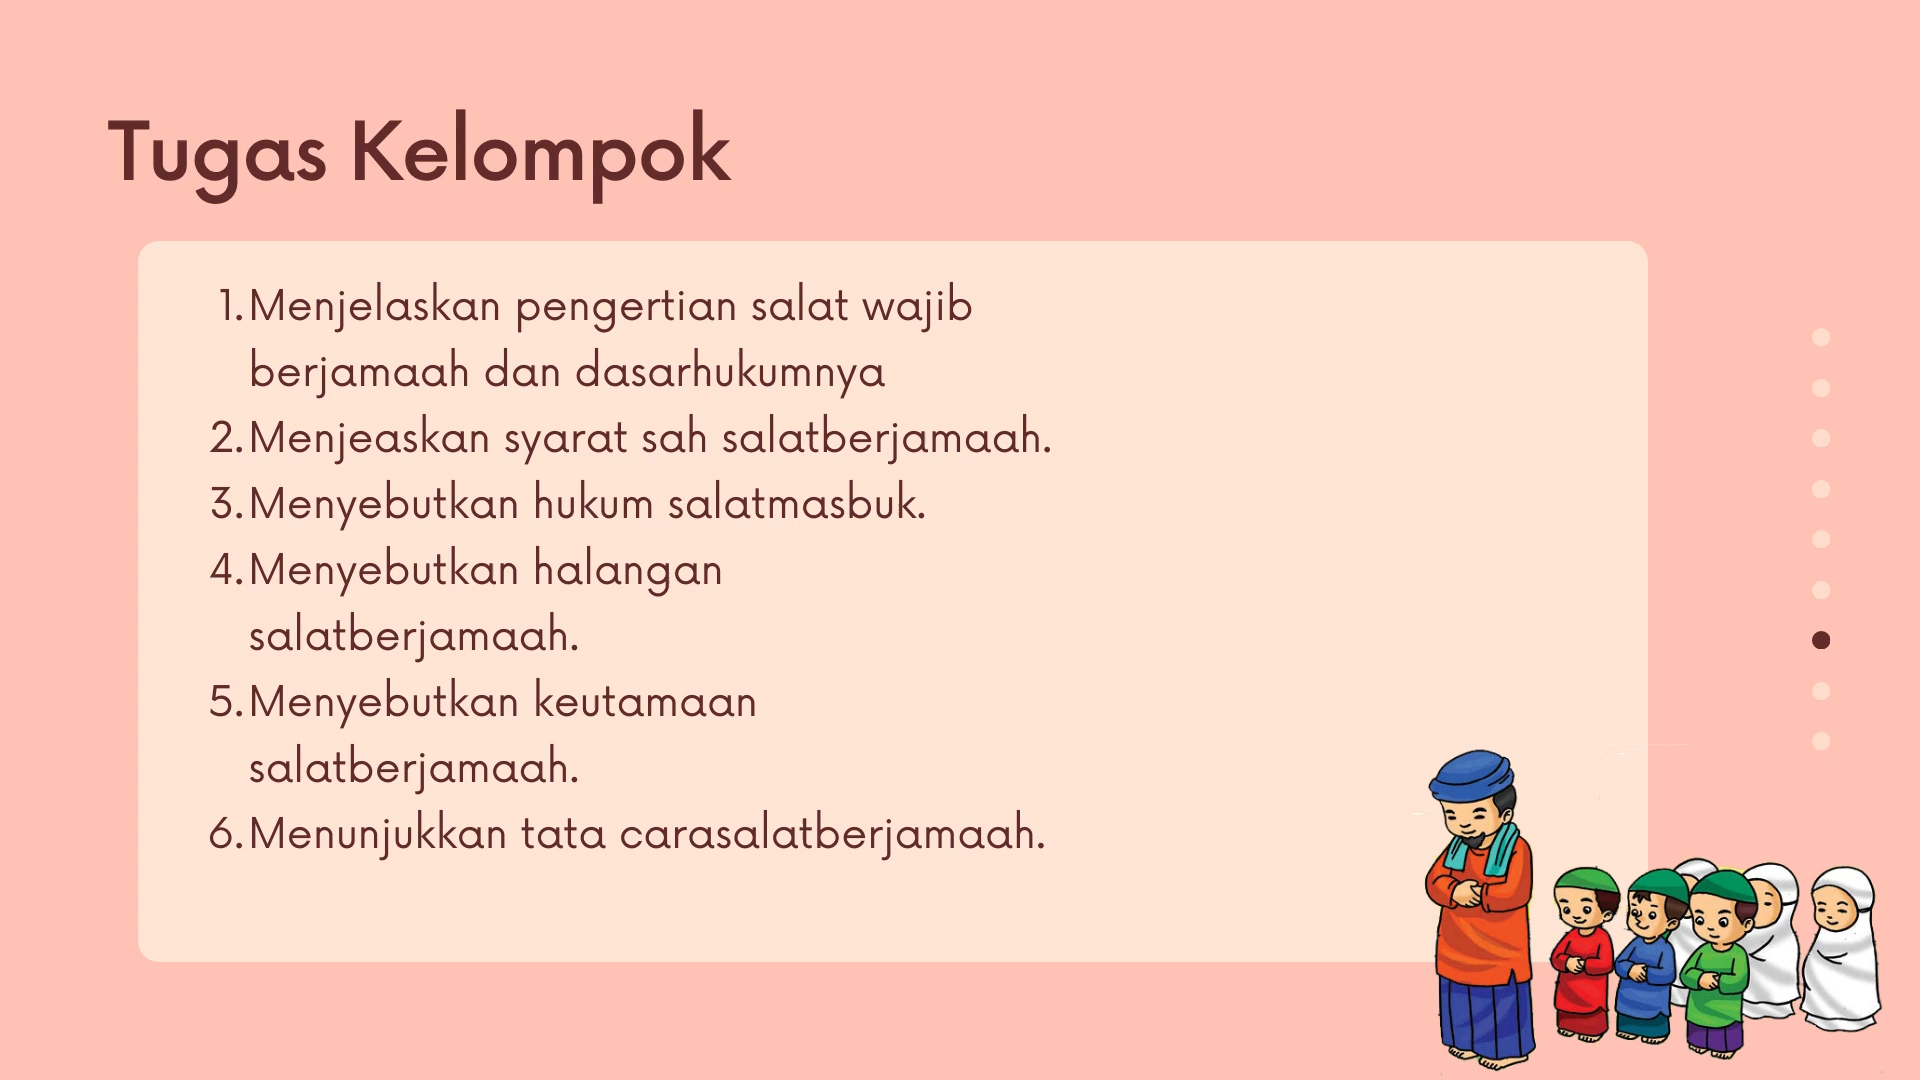 Tugas Kelompok
1. Menjelaskan pengertian salat wajib
berjamaah dan dasarhukumnya
2. Menjeaskan syarat sah salatberjamaah.
3. Menyebutkan hukum salatmasbuk.
4. Menyebutkan halangan
salatberjamaah.
5. Menyebutkan keutamaan
salatberjamaah.
6. Menunjukkan tata carasalatberjamaah.